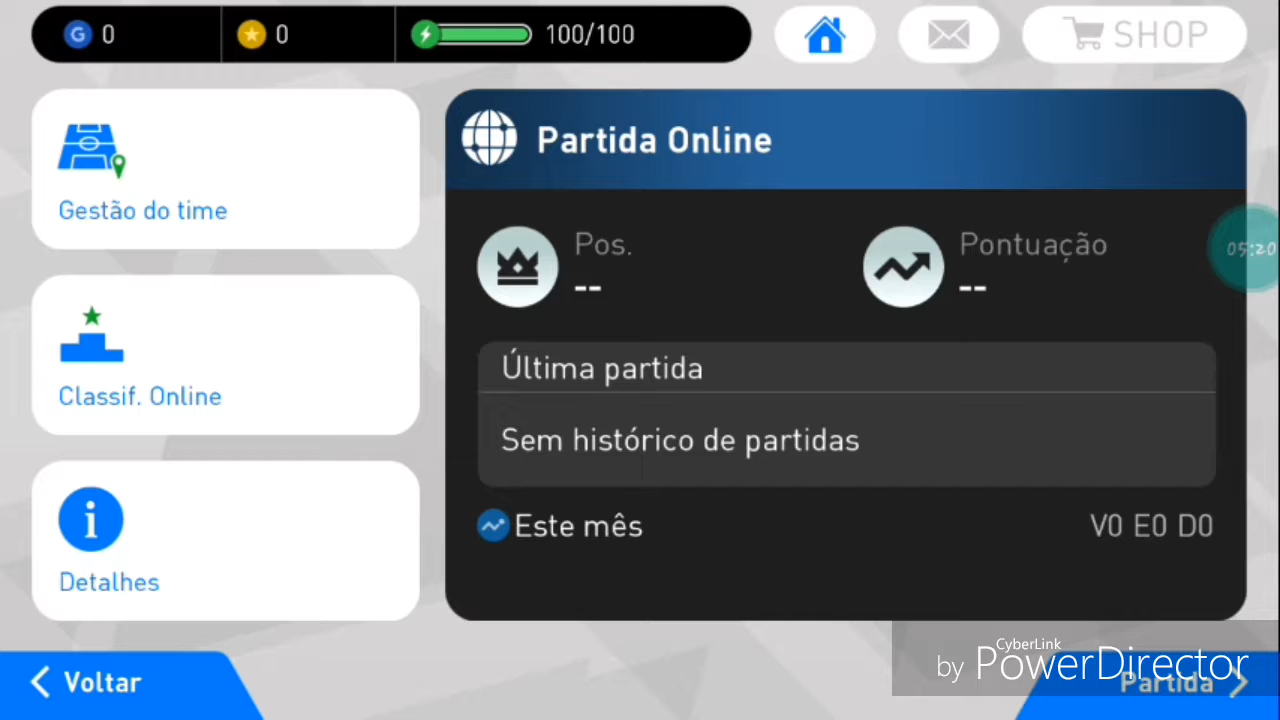 G 0
0
100/100
SHOP
Gestão do time
Classif. Online
i
Detalhes
Partida Online
Pos.
--
Pontuação
--
05:20
Última partida
Sem histórico de partidas
Este mês
V0 E0 D0
Voltar
Partida
CyberLink
by PowerDirector